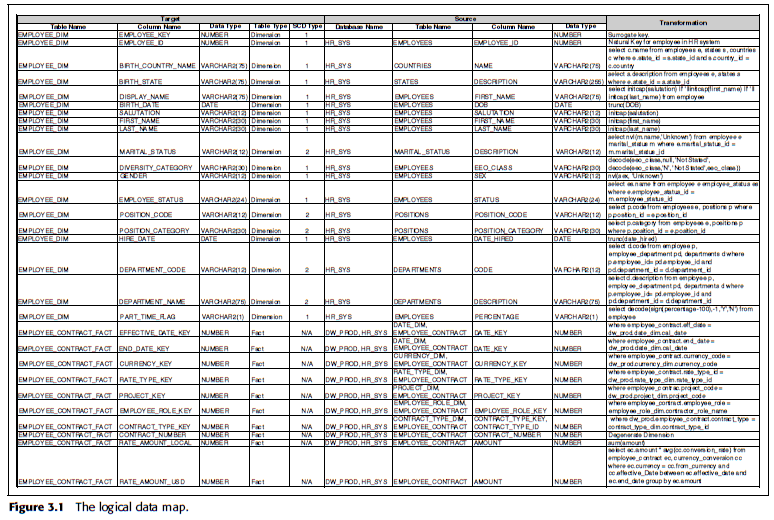 Target Source Transformation
Table Name Column Name Data Type Table Type SCD Type Database Name Table Name Column Name Data Type
EMPLOYEE_DIM EMPLOYEE_KEY NUMBER Dimension 1 NUMBER Surrogate key.
EMPLOYEE_DIM EMPLOYEE_ID NUMBER Dimension 1 HR_SYS EMPLOYEES EMPLOYEE_ID NUMBER Natural Key for employee in HR system
select c.name from employees e, states s, countries
c where e.state_id = s.state_id and s.country_id =
EMPLOYEE_DIM BIRTH_COUNTRY_NAME VARCHAR2(75) Dimension 1 HR_SYS COUNTRIES NAME VARCHAR2(75) c.country
select s.description from employees e, states s
EMPLOYEE_DIM BIRTH_STATE VARCHAR2(75) Dimension 1 HR_SYS STATES DESCRIPTION VARCHAR2(255) where e.state_id = s.state_id
select initcap(salutation) initcap(first_name)
EMPLOYEE_DIM DISPLAY_NAME VARCHAR2(75) Dimension 1 HR_SYS EMPLOYEES FIRST_NAME VARCHAR2(75) initcap(last_name) from employee
EMPLOYEE_DIM BIRTH_DATE DATE Dimension 1 HR_SYS EMPLOYEES DOB DATE trunc(DOB)
EMPLOYEE_DIM SALUTATION VARCHAR2(12) Dimension 1 HR_SYS EMPLOYEES SALUTATION VARCHAR2(12) initcap(salutation)
EMPLOYEE_DIM FIRST_NAME VARCHAR2(30) Dimension 1 HR_SYS EMPLOYEES FIRST_NAME VARCHAR2(30) initcap(first_name)
EMPLOYEE_DIM LAST_NAME VARCHAR2(30) Dimension 1 HR_SYS EMPLOYEES LAST_NAME VARCHAR2(30) initcap(last_name)
select nvl(m.name,'Unknown') from employee e
marital_status m where e.marital_status_id =
EMPLOYEE_DIM MARITAL_STATUS VARCHAR2(12) Dimension 2 HR_SYS MARITAL_STATUS DESCRIPTION VARCHAR2(12) m.marital_status_id
decode(eeo_class,null, 'Not Stated',
EMPLOYEE_DIM DIVERSITY_CATEGORY VARCHAR2(30) Dimension 1 HR_SYS EMPLOYEES EEO_CLASS VARCHAR2(30) decode(eeo_class,'N', 'Not Stated',eeo_class))
EMPLOYEE_DIM GENDER VARCHAR2(12) Dimension 1 HR_SYS EMPLOYEES SEX VARCHAR2(12) nvl(sex, 'Unknown')
select es.name from employee e employee_status es
where e.employee_status_id =
EMPLOYEE_DIM EMPLOYEE_STATUS VARCHAR2(24) Dimension 1 HR_SYS EMPLOYEES STATUS VARCHAR2(24) m.employee_status_id
select p.code from employees e, positions p where
EMPLOYEE_DIM POSITION_CODE VARCHAR2(12) Dimension 2 HR_SYS POSITIONS POSITION_CODE VARCHAR2(12) p.position_id = e.position_id
select p.category from employees e, positions p
EMPLOYEE_DIM POSITION_CATEGORY VARCHAR2(30) Dimension 2 HR_SYS POSITIONS POSITION_CATEGORY VARCHAR2(30) where p.position_id = e.position_id
EMPLOYEE_DIM HIRE_DATE DATE Dimension 1 HR_SYS EMPLOYEES DATE_HIRED DATE trunc(date_hired)
select d.code from employee p,
employee_department pd, departments d where
p.employee_id= pd.employee_id and
EMPLOYEE_DIM DEPARTMENT_CODE VARCHAR2(12) Dimension 2 HR_SYS DEPARTMENTS CODE VARCHAR2(12) pd.department_id = d.department_id
select d.description from employee p,
employee_department pd, departments d where
p.employee_id= pd.employee_id and
EMPLOYEE_DIM DEPARTMENT_NAME VARCHAR2(75) Dimension 2 HR_SYS DEPARTMENTS DESCRIPTION VARCHAR2(75) pd.department_id = d.department_id
select decode(sign(percentage-100),-1,'Y','N') from
EMPLOYEE_DIM PART_TIME_FLAG VARCHAR2(1) Dimension 1 HR_SYS EMPLOYEES PERCENTAGE VARCHAR2(1) employee
DATE_DIM, where employee_contract.eff_date =
EMPLOYEE_CONTRACT_FACT EFFECTIVE_DATE_KEY NUMBER Fact N/A DW_PROD, HR_SYS EMPLOYEE_CONTRACT DATE_KEY NUMBER dw_prod.date_dim.cal_date
DATE_DIM, where employee_contract.end_date =
EMPLOYEE_CONTRACT_FACT END_DATE_KEY NUMBER Fact N/A DW_PROD, HR_SYS EMPLOYEE_CONTRACT DATE_KEY NUMBER dw_prod.date_dim.cal_date
CURRENCY_DIM, where employee_contract.currency_code =
EMPLOYEE_CONTRACT_FACT CURRENCY_KEY NUMBER Fact N/A DW_PROD, HR_SYS EMPLOYEE_CONTRACT CURRENCY_KEY NUMBER dw_prod.currency_dim.currency_code
RATE_TYPE_DIM, where employee_contract.rate_type_id =
EMPLOYEE_CONTRACT_FACT RATE_TYPE_KEY NUMBER Fact N/A DW_PROD, HR_SYS EMPLOYEE_CONTRACT RATE_TYPE_KEY NUMBER dw_prod.rate_type_dim.rate_type_id
PROJECT_DIM, where employee_contract.project_code =
EMPLOYEE_CONTRACT_FACT PROJECT_KEY NUMBER Fact N/A DW_PROD, HR_SYS EMPLOYEE_CONTRACT PROJECT_KEY NUMBER dw_prod.project_dim.project_code
EMPLOYEE_ROLE_DIM, where employee_contract.employee_role =
EMPLOYEE_CONTRACT_FACT EMPLOYEE_ROLE_KEY NUMBER Fact N/A DW_PROD, HR_SYS EMPLOYEE_CONTRACT EMPLOYEE_ROLE_KEY NUMBER employee_role_dim.contractor_role_name
CONTRACT_TYPE_DIM, CONTRACT_TYPE_KEY, where dw_prod.employee_contract.contract_type =
EMPLOYEE_CONTRACT_FACT CONTRACT_TYPE_KEY NUMBER Fact N/A DW_PROD, HR_SYS EMPLOYEE_CONTRACT CONTRACT_TYPE_ID NUMBER contract_type_dim.contract_type_id
EMPLOYEE_CONTRACT_FACT CONTRACT_NUMBER NUMBER Fact N/A DW_PROD, HR_SYS EMPLOYEE_CONTRACT CONTRACT_NUMBER NUMBER Degenerate Dimension
EMPLOYEE_CONTRACT_FACT RATE_AMOUNT_LOCAL NUMBER Fact N/A DW_PROD, HR_SYS EMPLOYEE_CONTRACT AMOUNT NUMBER sum(amount)
select ec.amount * avg(cc.conversion_rate) from
employee_contract ec, currency_conversion cc
where ec.currency = cc.from_currency and
cc.effective_Date between ec.effective_date and
EMPLOYEE_CONTRACT_FACT RATE_AMOUNT_USD NUMBER Fact N/A DW_PROD, HR_SYS EMPLOYEE_CONTRACT AMOUNT NUMBER ec.end_date group by ec.amount
Figure 3.1 The logical data map.